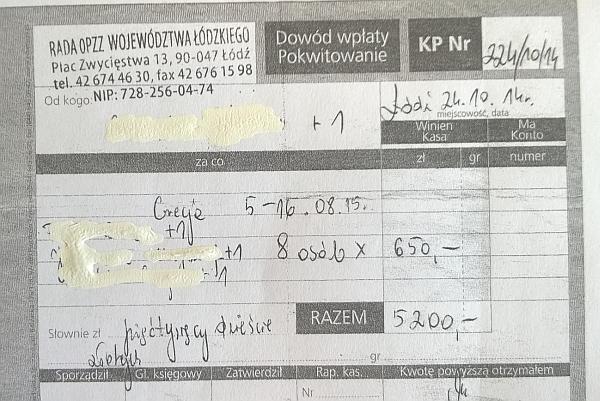 RADA OPZZ WOJEWÓDZTWA ŁÓDZKIEGO
Plac Zwycięstwa 13, 90-047 Łódź
tel. 42 674 46 30, fax 42 676 15 98
NIP: 728-256-04-74
Dowód wpłaty
Pokwitowanie
KP Nr 224/10/14
Od kogo:
+1
Łódź 24.10.14r.
miejscowość, data
Winien Kasa
Ma Konto
za co
zł gr numer
Grecja 5-16.08.15.
+1
+1 8 osób x 650,-
+1
RAZEM 5200,-
Słownie zł pięć tysięcy dwieście
złotych
gr
Sporządził Gł. księgowy Zatwierdził Rap. kas. Kwotę powyższą otrzymałem
Nr